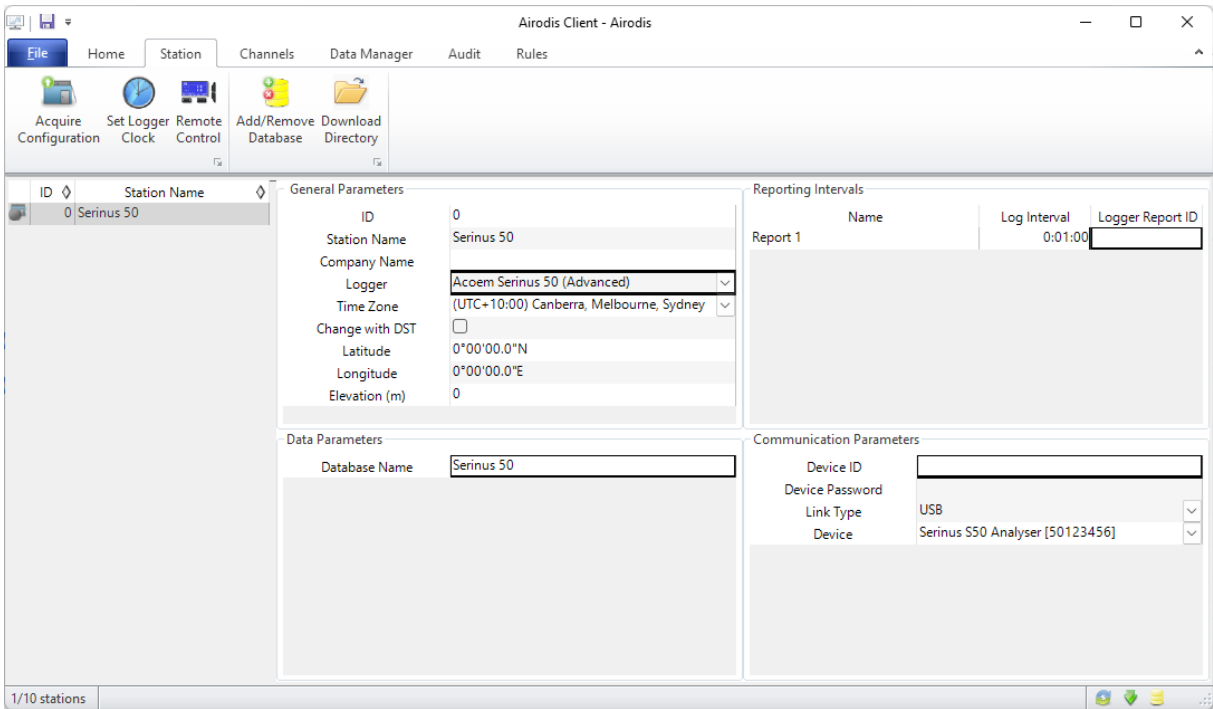 Airodis Client - Airodis
File Home Station Channels Data Manager Audit Rules
Acquire Configuration
Set Logger Clock
Remote Control
Add/Remove Database
Download Directory
ID Station Name
0 Serinus 50
General Parameters
ID 0
Station Name Serinus 50
Company Name
Logger Acoem Serinus 50 (Advanced)
Time Zone (UTC+10:00) Canberra, Melbourne, Sydney
Change with DST
Latitude 0°00'00.0"N
Longitude 0°00'00.0"E
Elevation (m) 0
Reporting Intervals
Name Log Interval Logger Report ID
Report 1 0:01:00
Data Parameters
Database Name Serinus 50
Communication Parameters
Device ID
Device Password
Link Type USB
Device Serinus S50 Analyser [50123456]
1/10 stations